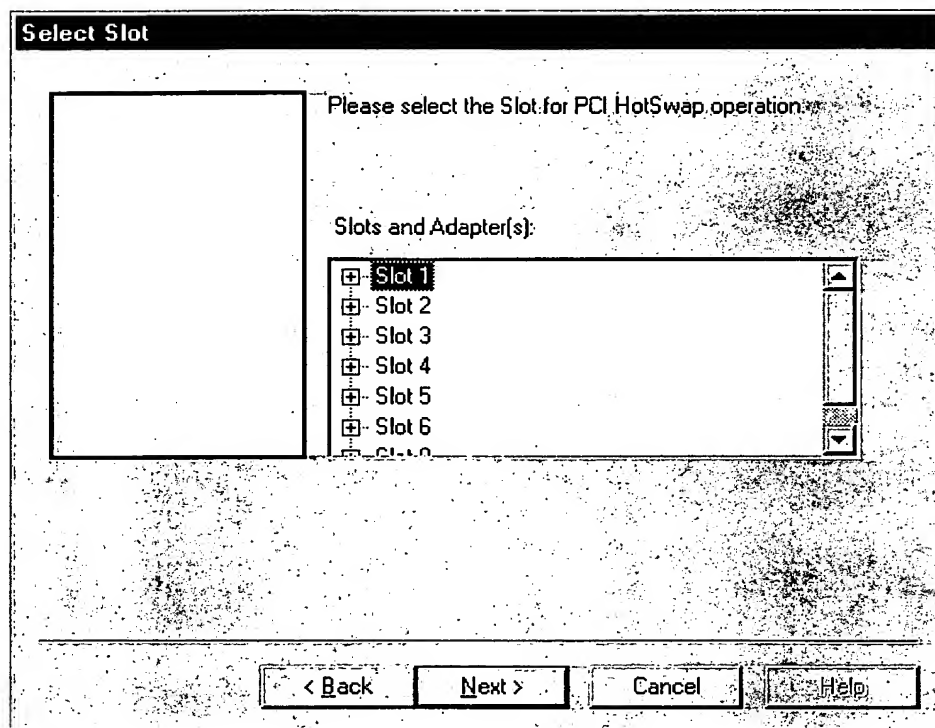 Select Slot
Please select the Slot for PCI HotSwap operation.
Slots and Adapter(s):
Slot 1
Slot 2
Slot 3
Slot 4
Slot 5
Slot 6
< Back
Next >
Cancel
Help